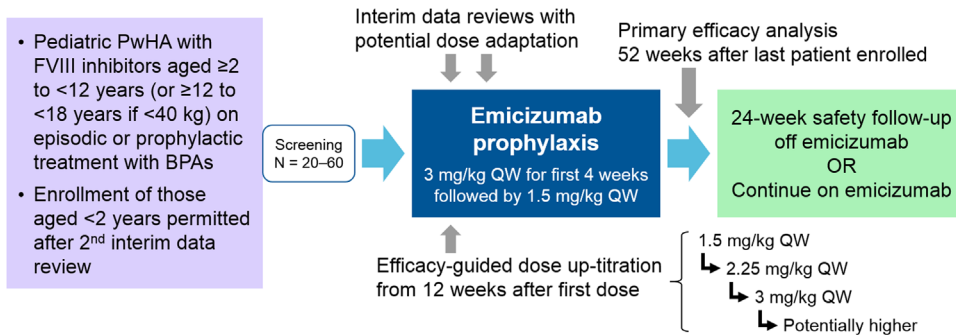 • Pediatric PwHA with
FVIII inhibitors aged ≥2
to <12 years (or ≥12 to
<18 years if <40 kg) on
episodic or prophylactic
treatment with BPAs
• Enrollment of those
aged <2 years permitted
after 2nd interim data
review
Screening
N = 20–60
Interim data reviews with
potential dose adaptation
Emicizumab
prophylaxis
3 mg/kg QW for first 4 weeks
followed by 1.5 mg/kg QW
Efficacy-guided dose up-titration
from 12 weeks after first dose
Primary efficacy analysis
52 weeks after last patient enrolled
24-week safety follow-up
off emicizumab
OR
Continue on emicizumab
1.5 mg/kg QW
2.25 mg/kg QW
3 mg/kg QW
Potentially higher